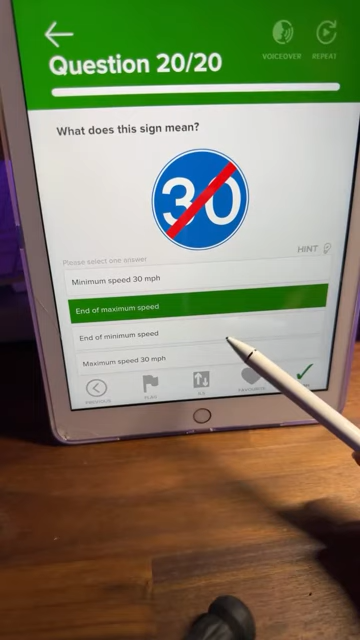 Question 20/20
VOICEOVER
REPEAT
What does this sign mean?
30
HINT
Please select one answer
Minimum speed 30 mph
End of maximum speed
End of minimum speed
Maximum speed 30 mph
PREVIOUS
FLAG